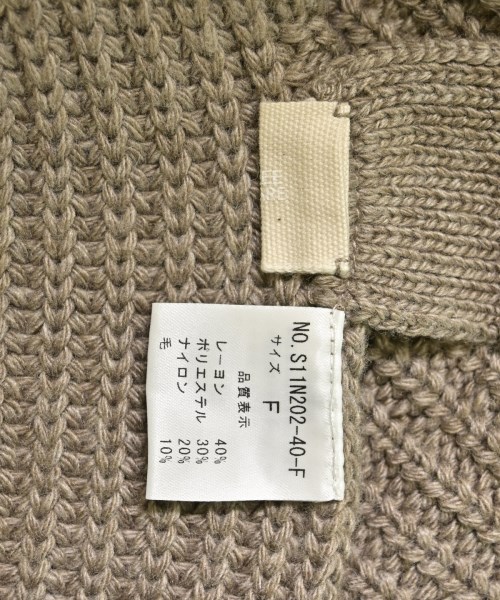 NO.S11N202-40-F
サイズ F
品質表示
レーヨン 40%
ポリエステル 30%
ナイロン 20%
毛 10%